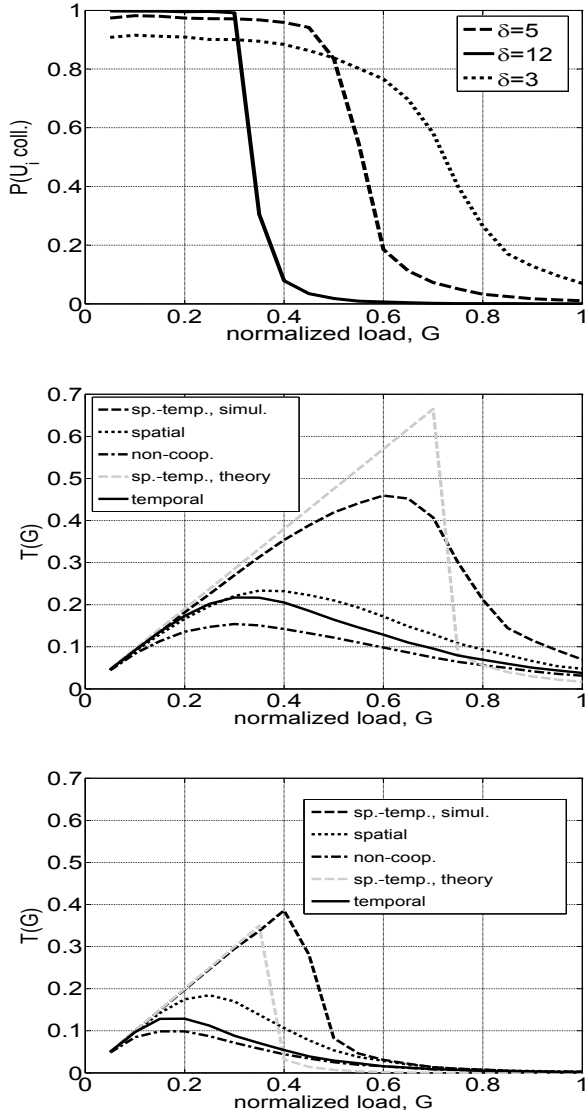 1
0.8
0.6
0.4
0.2
0
P(U_i coll.)
δ=5
δ=12
δ=3
0 0.2 0.4 0.6 0.8 1
normalized load, G
0.7
0.6
0.5
0.4
0.3
0.2
0.1
0
T(G)
sp.-temp., simul.
spatial
non-coop.
sp.-temp., theory
temporal
0 0.2 0.4 0.6 0.8 1
normalized load, G
0.7
0.6
0.5
0.4
0.3
0.2
0.1
0
T(G)
sp.-temp., simul.
spatial
non-coop.
sp.-temp., theory
temporal
0 0.2 0.4 0.6 0.8 1
normalized load, G